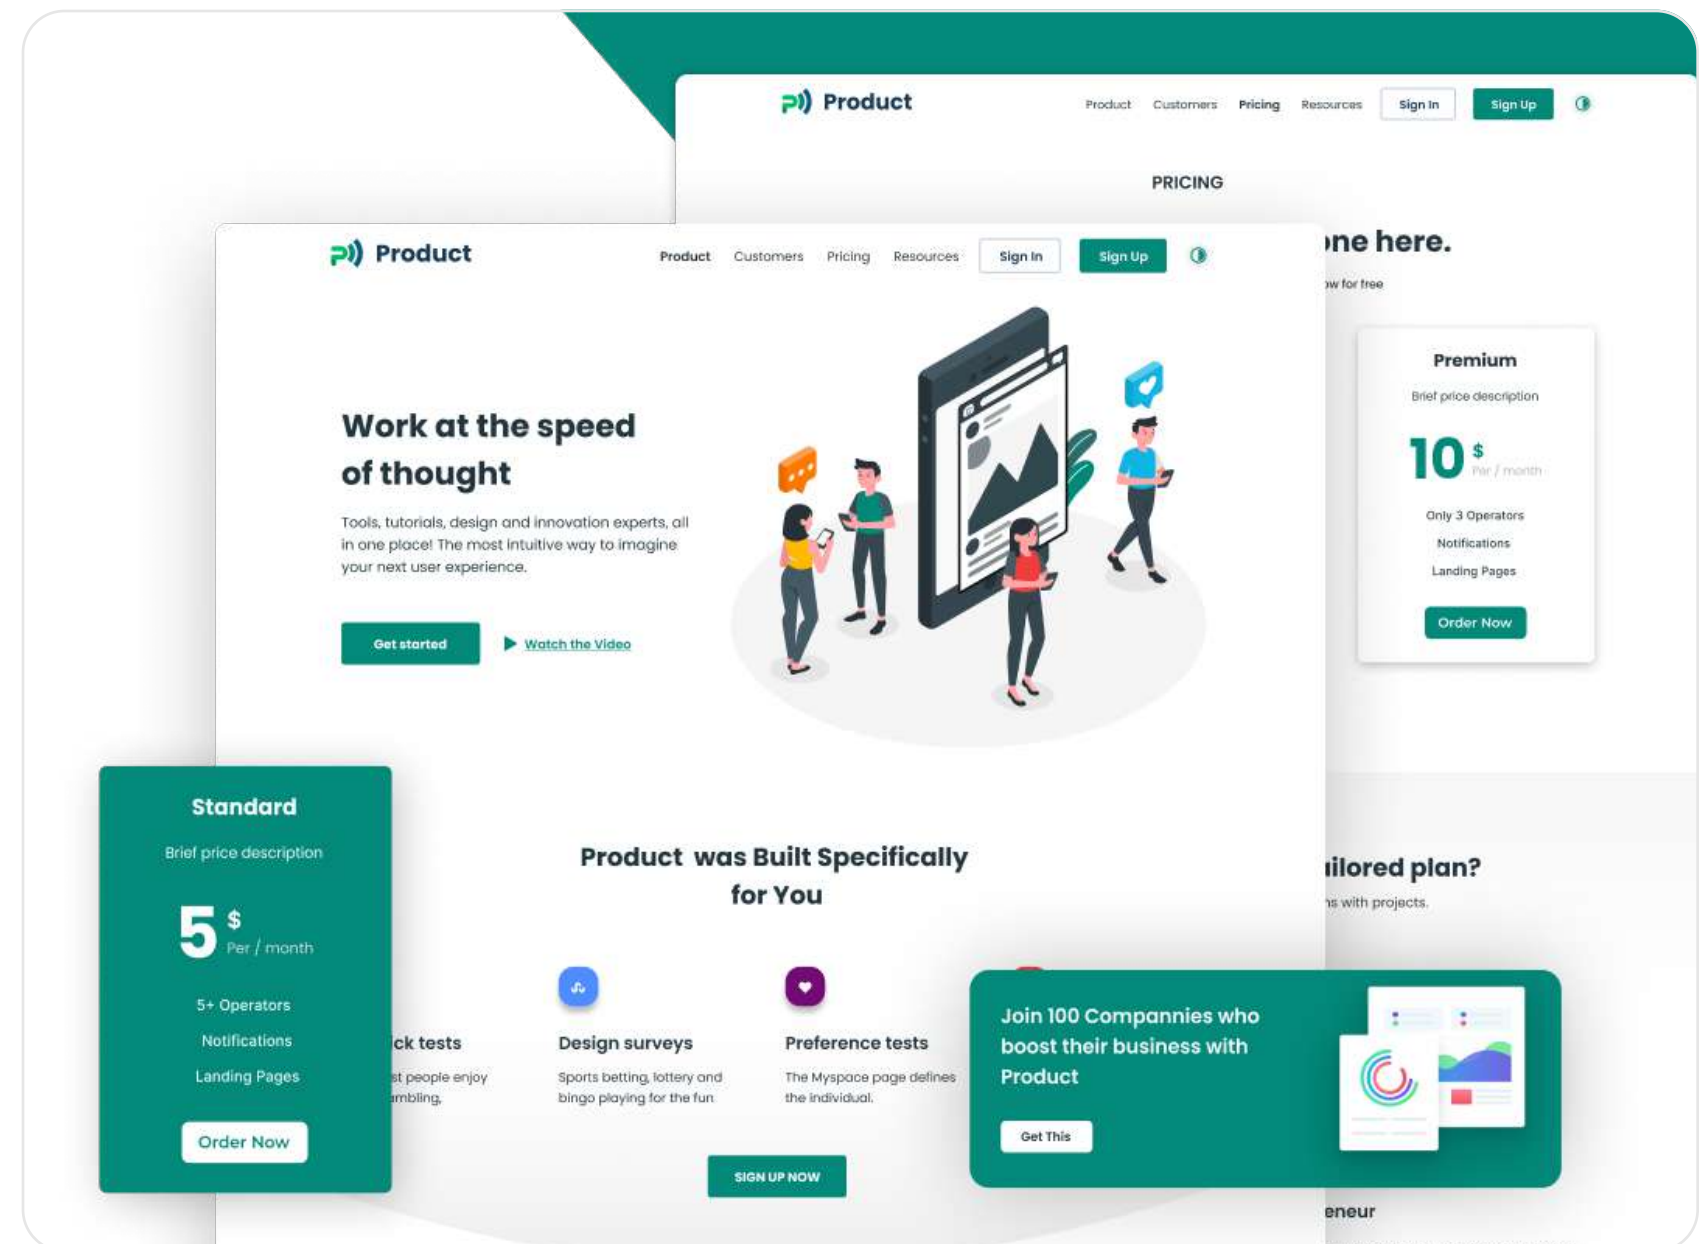 Product
Product Customers Pricing Resources Sign In Sign Up
PRICING
one here.
ow for free
Premium
Brief price description
10 $
Per / month
Only 3 Operators
Notifications
Landing Pages
Order Now
Product
Product Customers Pricing Resources Sign In Sign Up
Work at the speed
of thought
Tools, tutorials, design and innovation experts, all
in one place! The most intuitive way to imagine
your next user experience.
Get started Watch the Video
Standard
Brief price description
5 $
Per / month
5+ Operators
Notifications
Landing Pages
Order Now
Product was Built Specifically
for You
ck tests
st people enjoy
mbling,
Design surveys
Sports betting, lottery and
bingo playing for the fun
Preference tests
The Myspace page defines
the individual.
SIGN UP NOW
ilored plan?
ns with projects.
Join 100 Compannies who
boost their business with
Product
Get This
eneur